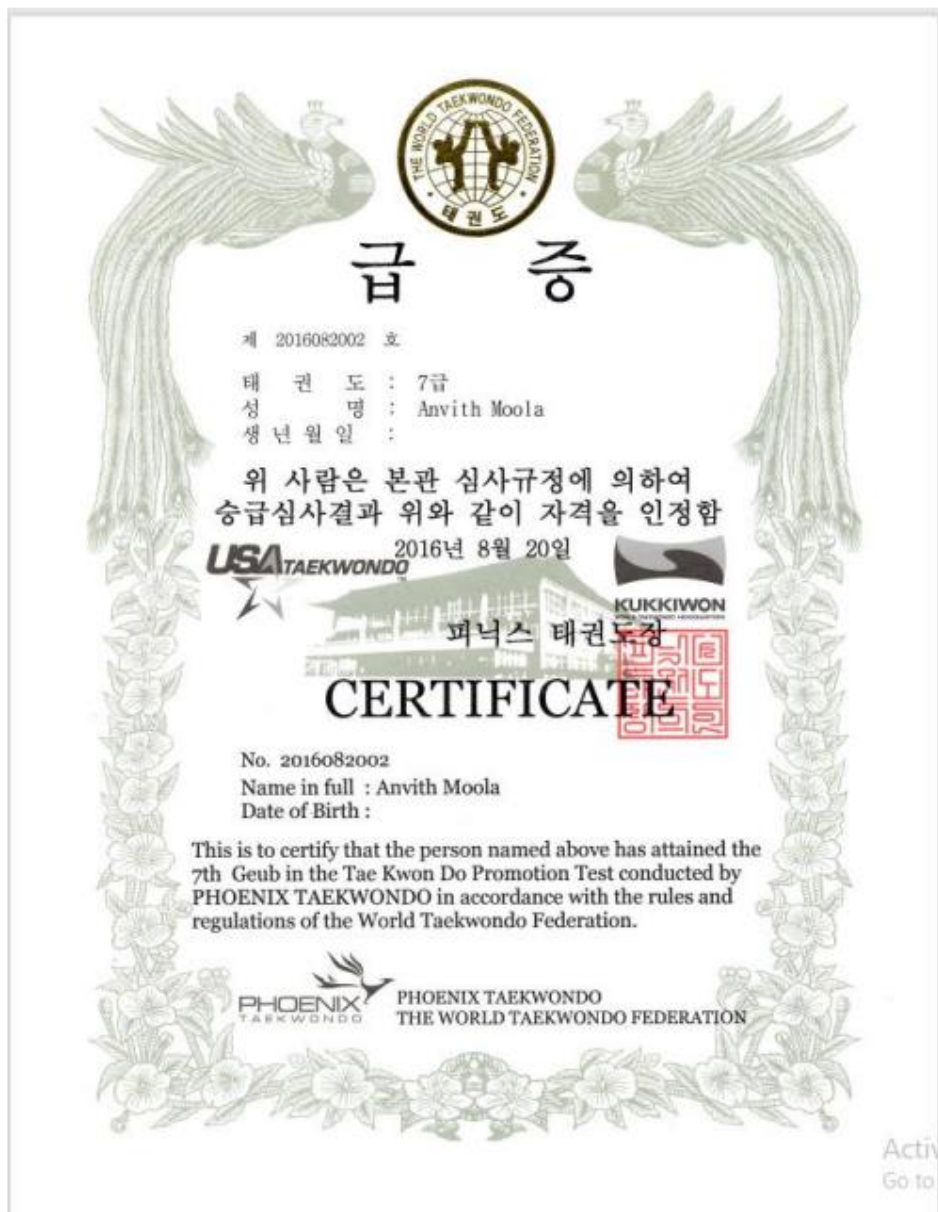 THE WORLD TAEKWONDO FEDERATION
태권도
급 증
제 2016082002 호
태 권 도 : 7급
성 명 : Anvith Moola
생 년 월 일 :
위 사람은 본관 심사규정에 의하여
승급심사결과 위와 같이 자격을 인정함
2016년 8월 20일
USA TAEKWONDO
KUKKIWON
WORLD TAEKWONDO HEADQUARTERS
피닉스 태권도장
CERTIFICATE
No. 2016082002
Name in full : Anvith Moola
Date of Birth :
This is to certify that the person named above has attained the
7th Geub in the Tae Kwon Do Promotion Test conducted by
PHOENIX TAEKWONDO in accordance with the rules and
regulations of the World Taekwondo Federation.
PHOENIX
TAEKWONDO
PHOENIX TAEKWONDO
THE WORLD TAEKWONDO FEDERATION
Go to